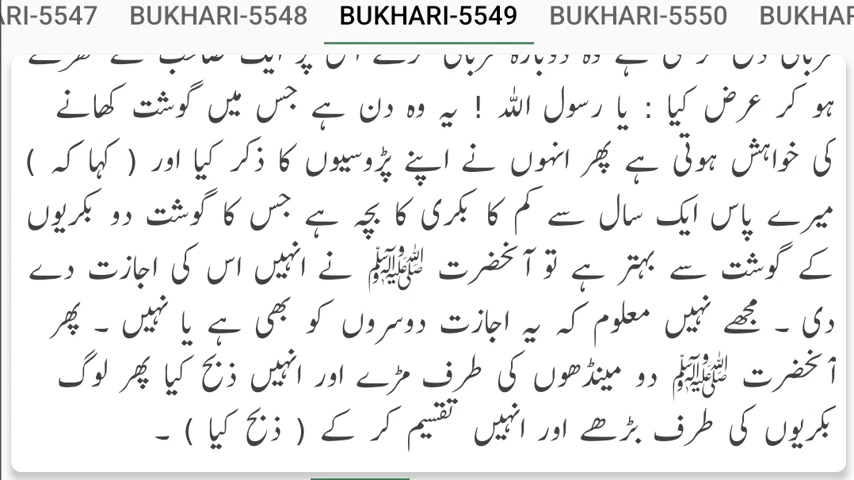 RI-5547 BUKHARI-5548 BUKHARI-5549 BUKHARI-5550 BUKHAR
ہو کر عرض کیا : یا رسول اللہ ! یہ وہ دن ہے جس میں گوشت کھانے
کی خواہش ہوتی ہے پھر انہوں نے اپنے پڑوسیوں کا ذکر کیا اور ( کہا کہ )
میرے پاس ایک سال سے کم کا بکری کا بچہ ہے جس کا گوشت دو بکریوں
کے گوشت سے بہتر ہے تو آنحضرت ﷺ نے انہیں اس کی اجازت دے
دی ۔ مجھے نہیں معلوم کہ یہ اجازت دوسروں کو بھی ہے یا نہیں ۔ پھر
آنحضرت ﷺ دو مینڈھوں کی طرف مڑے اور انہیں ذبح کیا پھر لوگ
بکریوں کی طرف بڑھے اور انہیں تقسیم کر کے ( ذبح کیا ) ۔